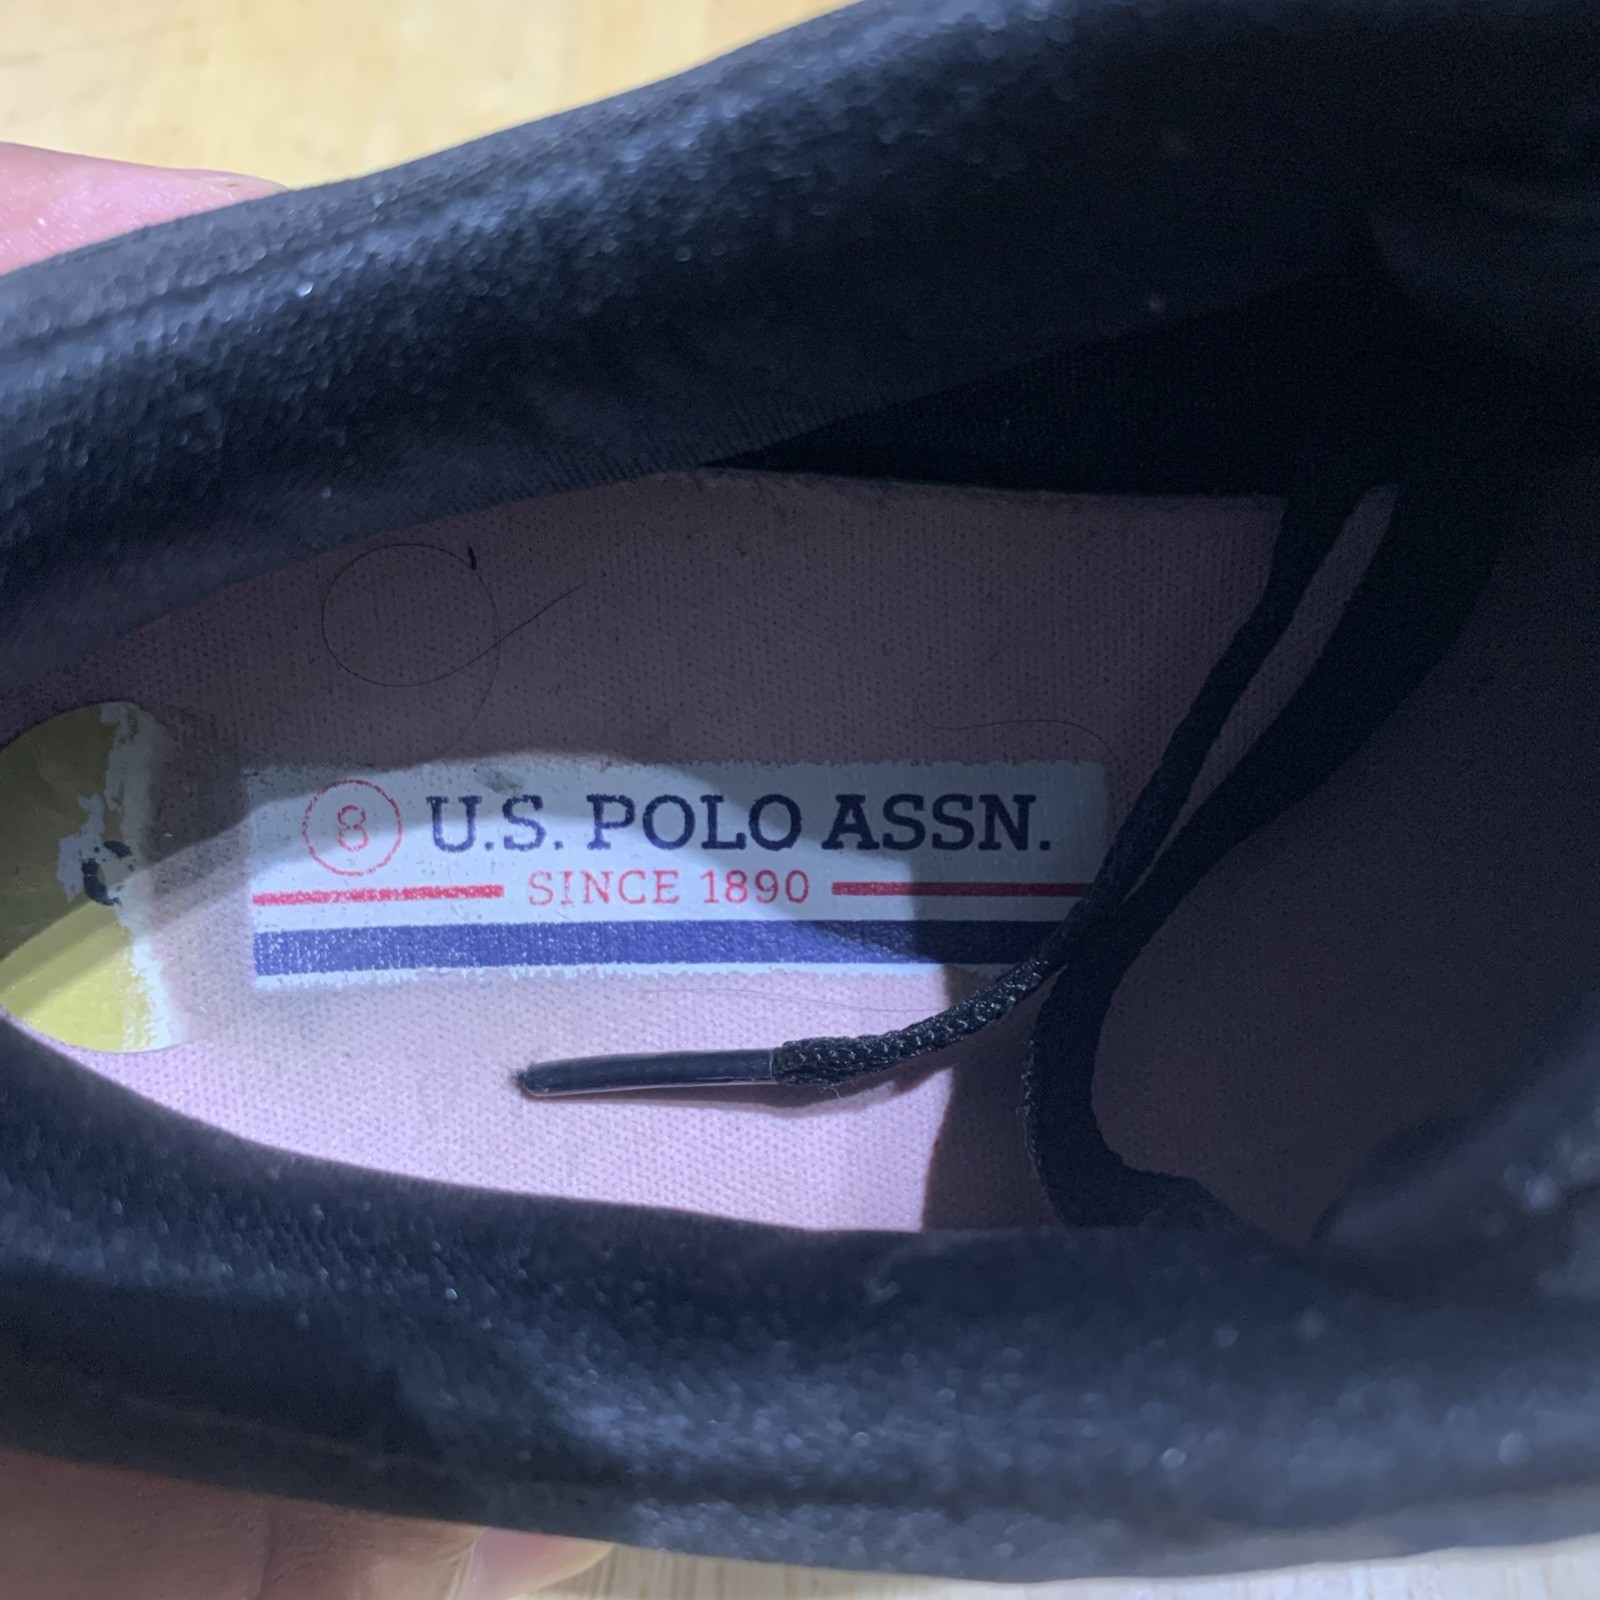 8 U.S. POLO ASSN.
SINCE 1890